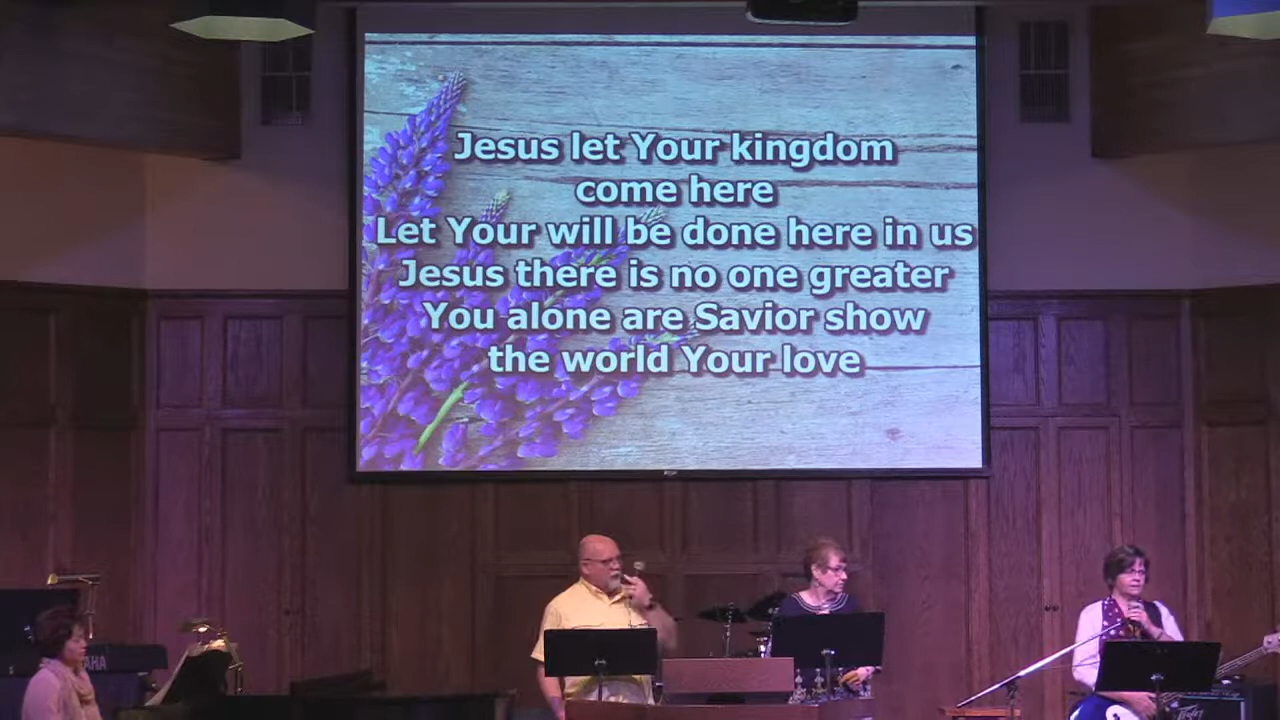 Jesus let Your kingdom
come here
Let Your will be done here in us
Jesus there is no one greater
You alone are Savior show
the world Your love
AHA